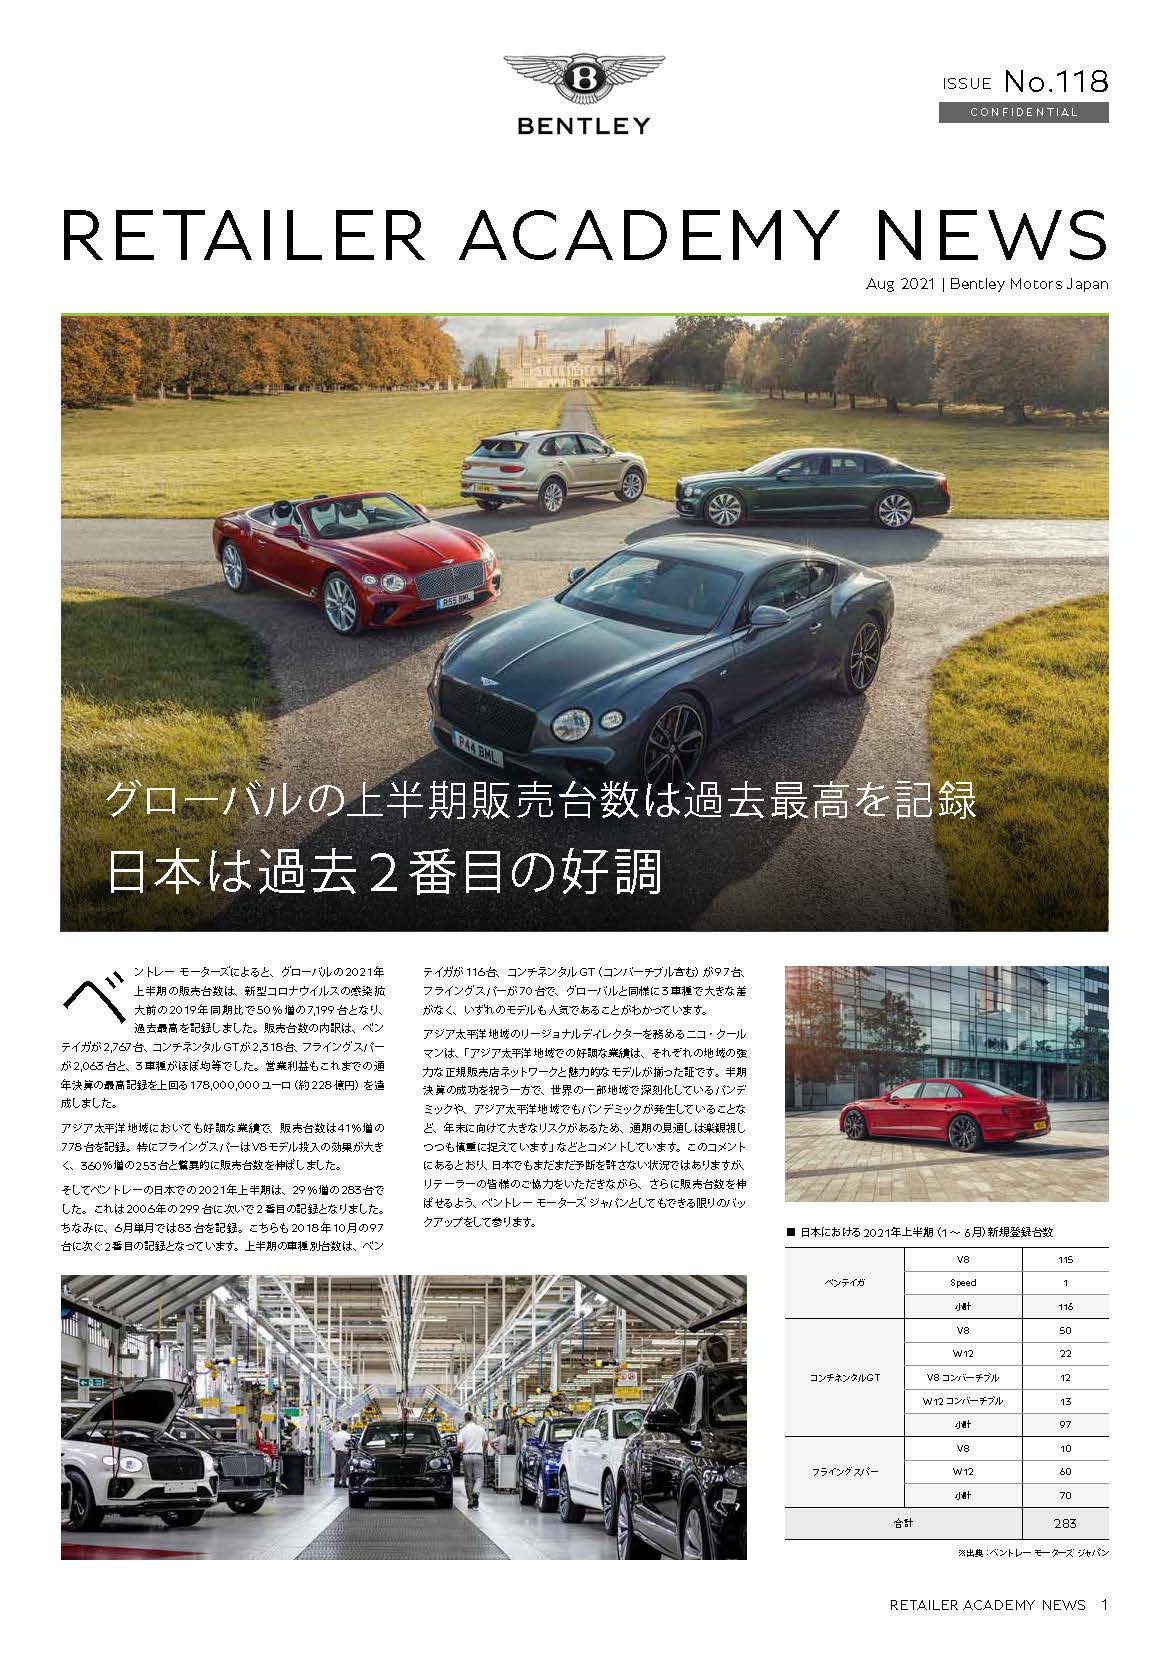 BENTLEY
ISSUE No.118
CONFIDENTIAL
RETAILER ACADEMY NEWS
Aug 2021 | Bentley Motors Japan
R55 BML
P44 BML
グローバルの上半期販売台数は過去最高を記録
日本は過去２番目の好調
ベントレー モーターズによると、グローバルの2021年
上半期の販売台数は、新型コロナウイルスの感染拡
大前の2019年同期比で50％増の7,199台となり、
過去最高を記録しました。販売台数の内訳は、ベン
テイガが2,767台、コンチネンタルGTが2,318台、フライングスパー
が2,063台と、3車種がほぼ均等でした。営業利益もこれまでの通
年決算の最高記録を上回る178,000,000ユーロ（約228億円）を達
成しました。
アジア太平洋地域においても好調な業績で、販売台数は41％増の
778台を記録。特にフライングスパーはV8モデル投入の効果が大き
く、360％増の253台と驚異的に販売台数を伸ばしました。
そしてベントレーの日本での2021年上半期は、29％増の283台で
した。これは2006年の299台に次いで2番目の記録となりました。
ちなみに、6月単月では83台を記録。こちらも2018年10月の97
台に次ぐ2番目の記録となっています。上半期の車種別台数は、ベン
テイガが116台、コンチネンタルGT（コンバーチブル含む）が97台、
フライングスパーが70台で、グローバルと同様に3車種で大きな差
がなく、いずれのモデルも人気であることがわかっています。
アジア太平洋地域のリージョナルディレクターを務めるニコ・クール
マンは、「アジア太平洋地域での好調な業績は、それぞれの地域の強
力な正規販売店ネットワークと魅力的なモデルが揃った証です。半期
決算の成功を祝う一方で、世界の一部地域で深刻化しているパンデ
ミックや、アジア太平洋地域でもパンデミックが発生していることな
ど、年末に向けて大きなリスクがあるため、通期の見通しは楽観視し
つつも慎重に捉えています」などとコメントしています。このコメント
にあるとおり、日本でもまだまだ予断を許さない状況ではありますが、
リテーラーの皆様のご協力をいただきながら、さらに販売台数を伸
ばせるよう、ベントレー モーターズ ジャパンとしてもできる限りのバッ
クアップをして参ります。
■ 日本における2021年上半期（1～6月）新規登録台数
ベンテイガ
V8 115
Speed 1
小計 116
コンチネンタルGT
V8 50
W12 22
V8 コンバーチブル 12
W12 コンバーチブル 13
小計 97
フライングスパー
V8 10
W12 60
小計 70
合計 283
※出典：ベントレー モーターズ ジャパン
RETAILER ACADEMY NEWS 1